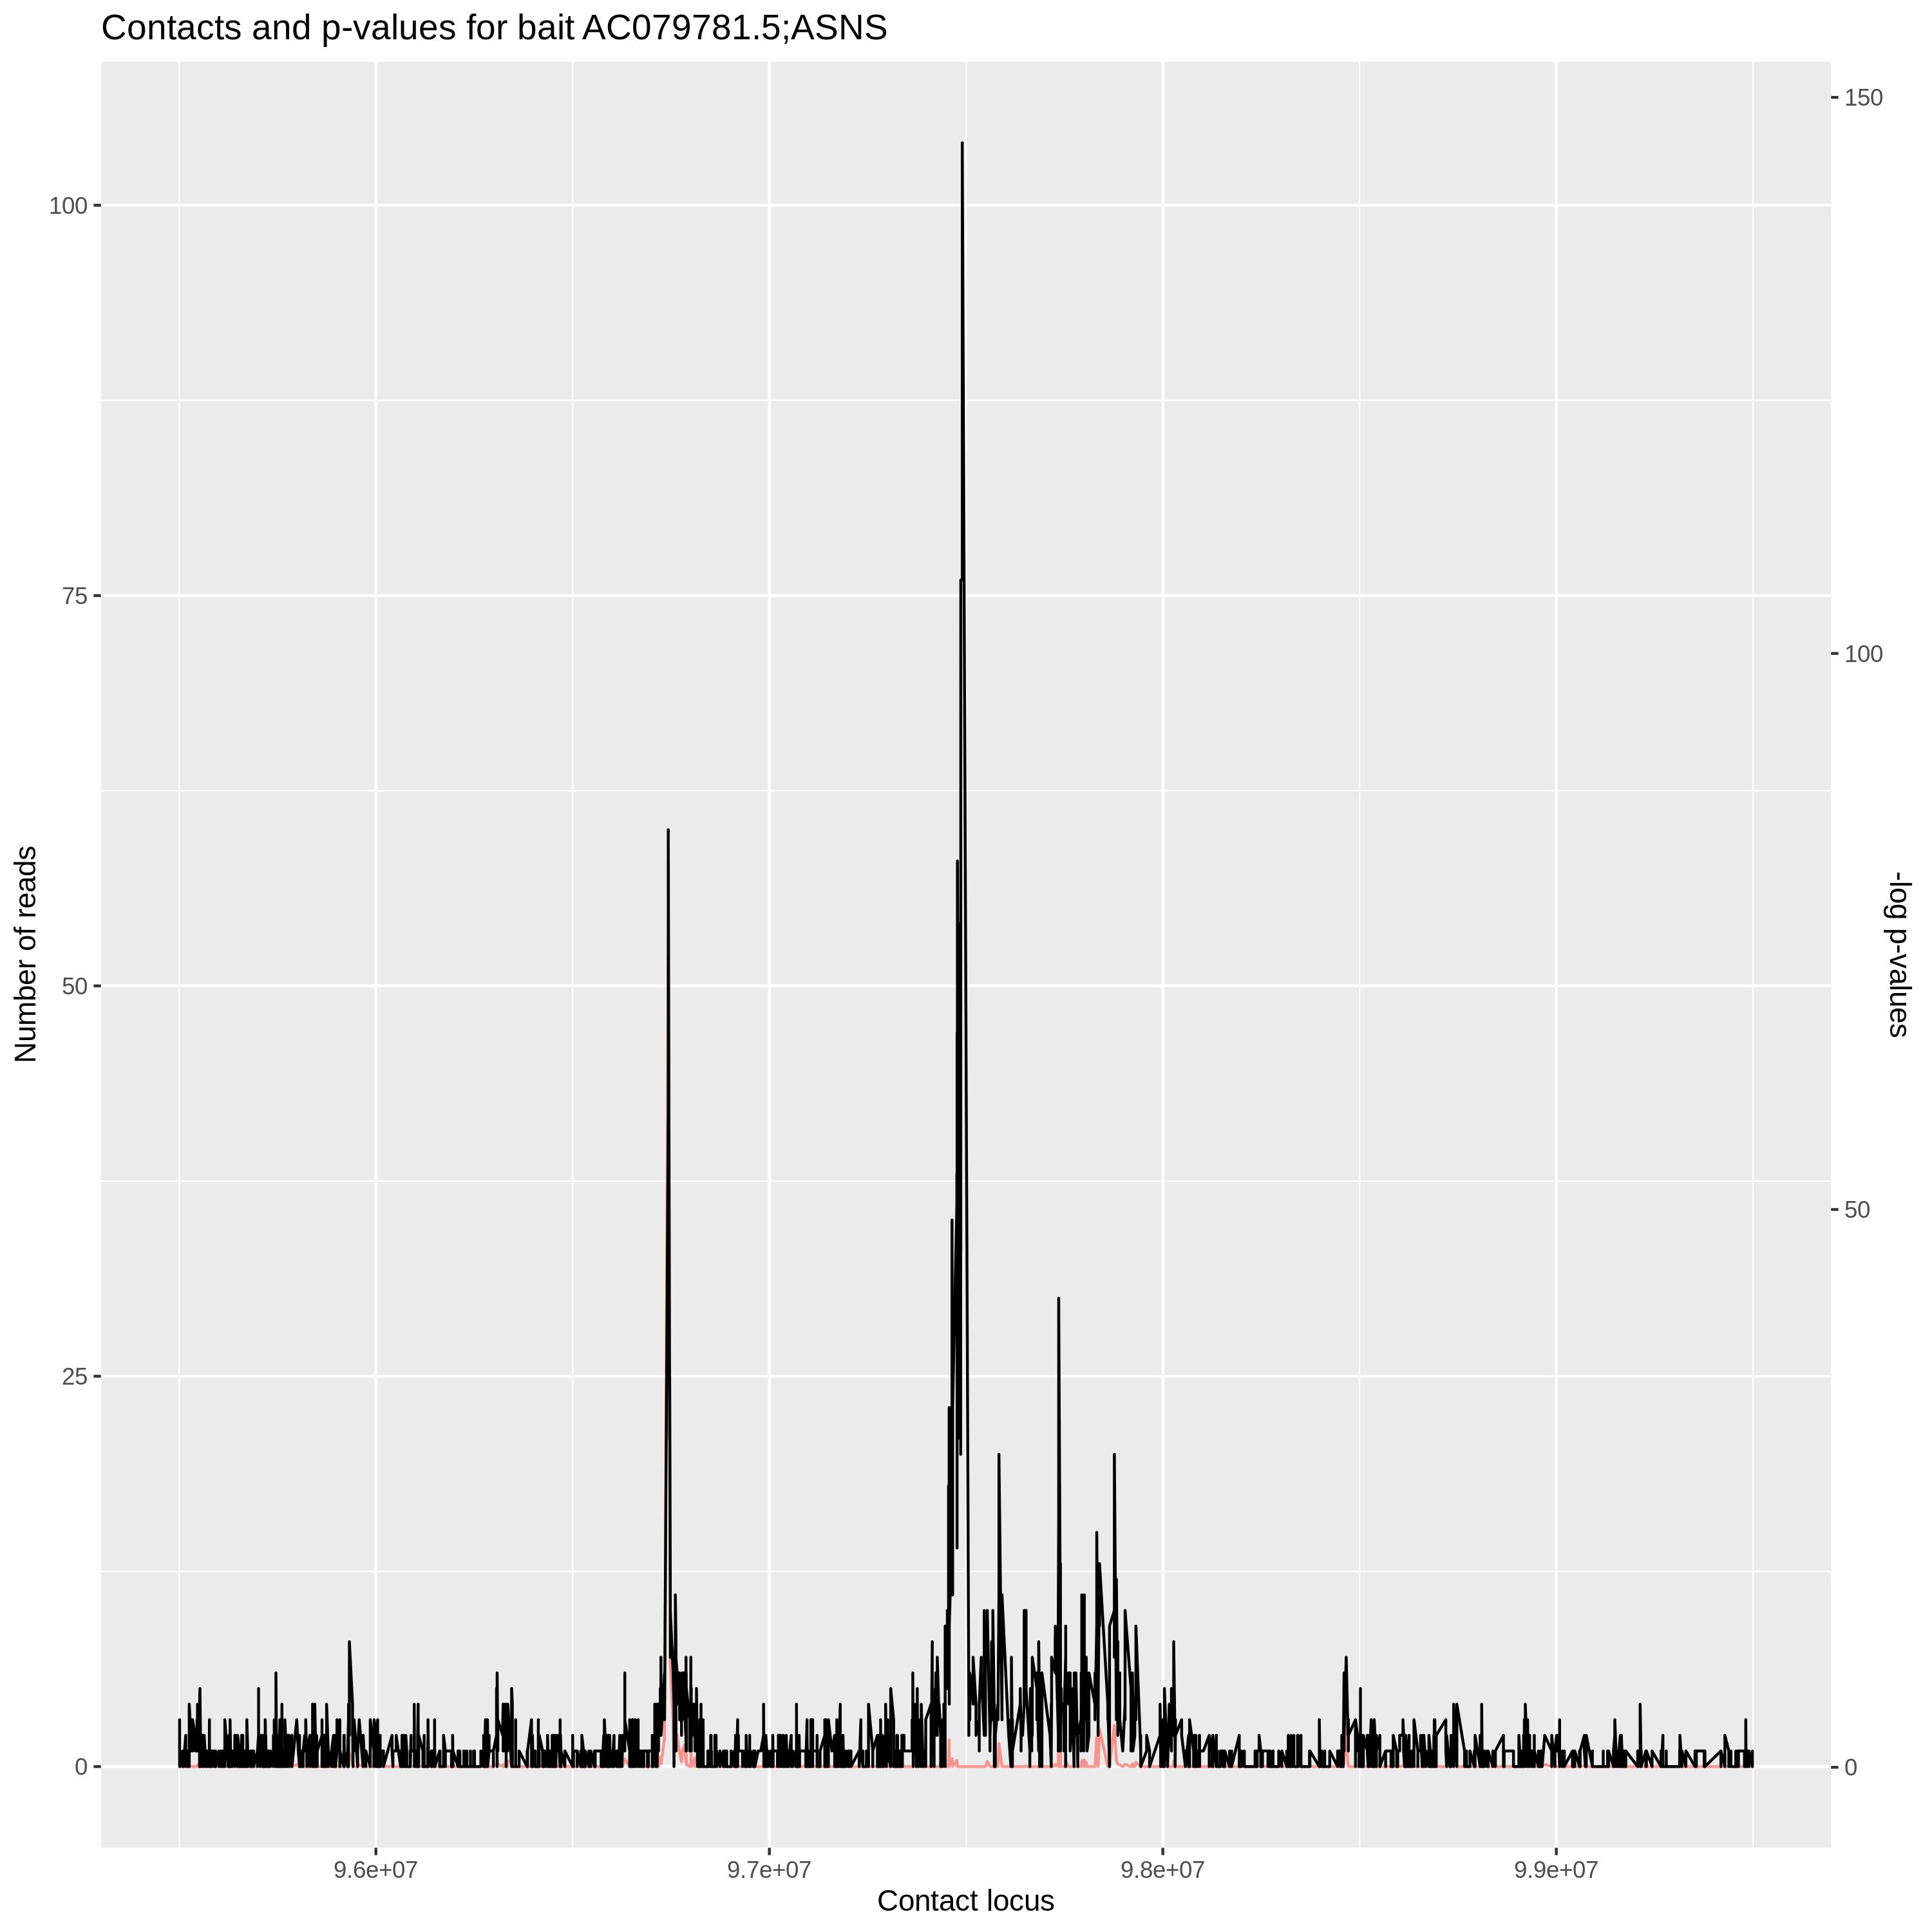 Contacts and p-values for bait AC079781.5;ASNS
150
100
100
75
50
50
25
0
0
Number of reads
-log p-values
9.6e+07 9.7e+07 9.8e+07 9.9e+07
Contact locus